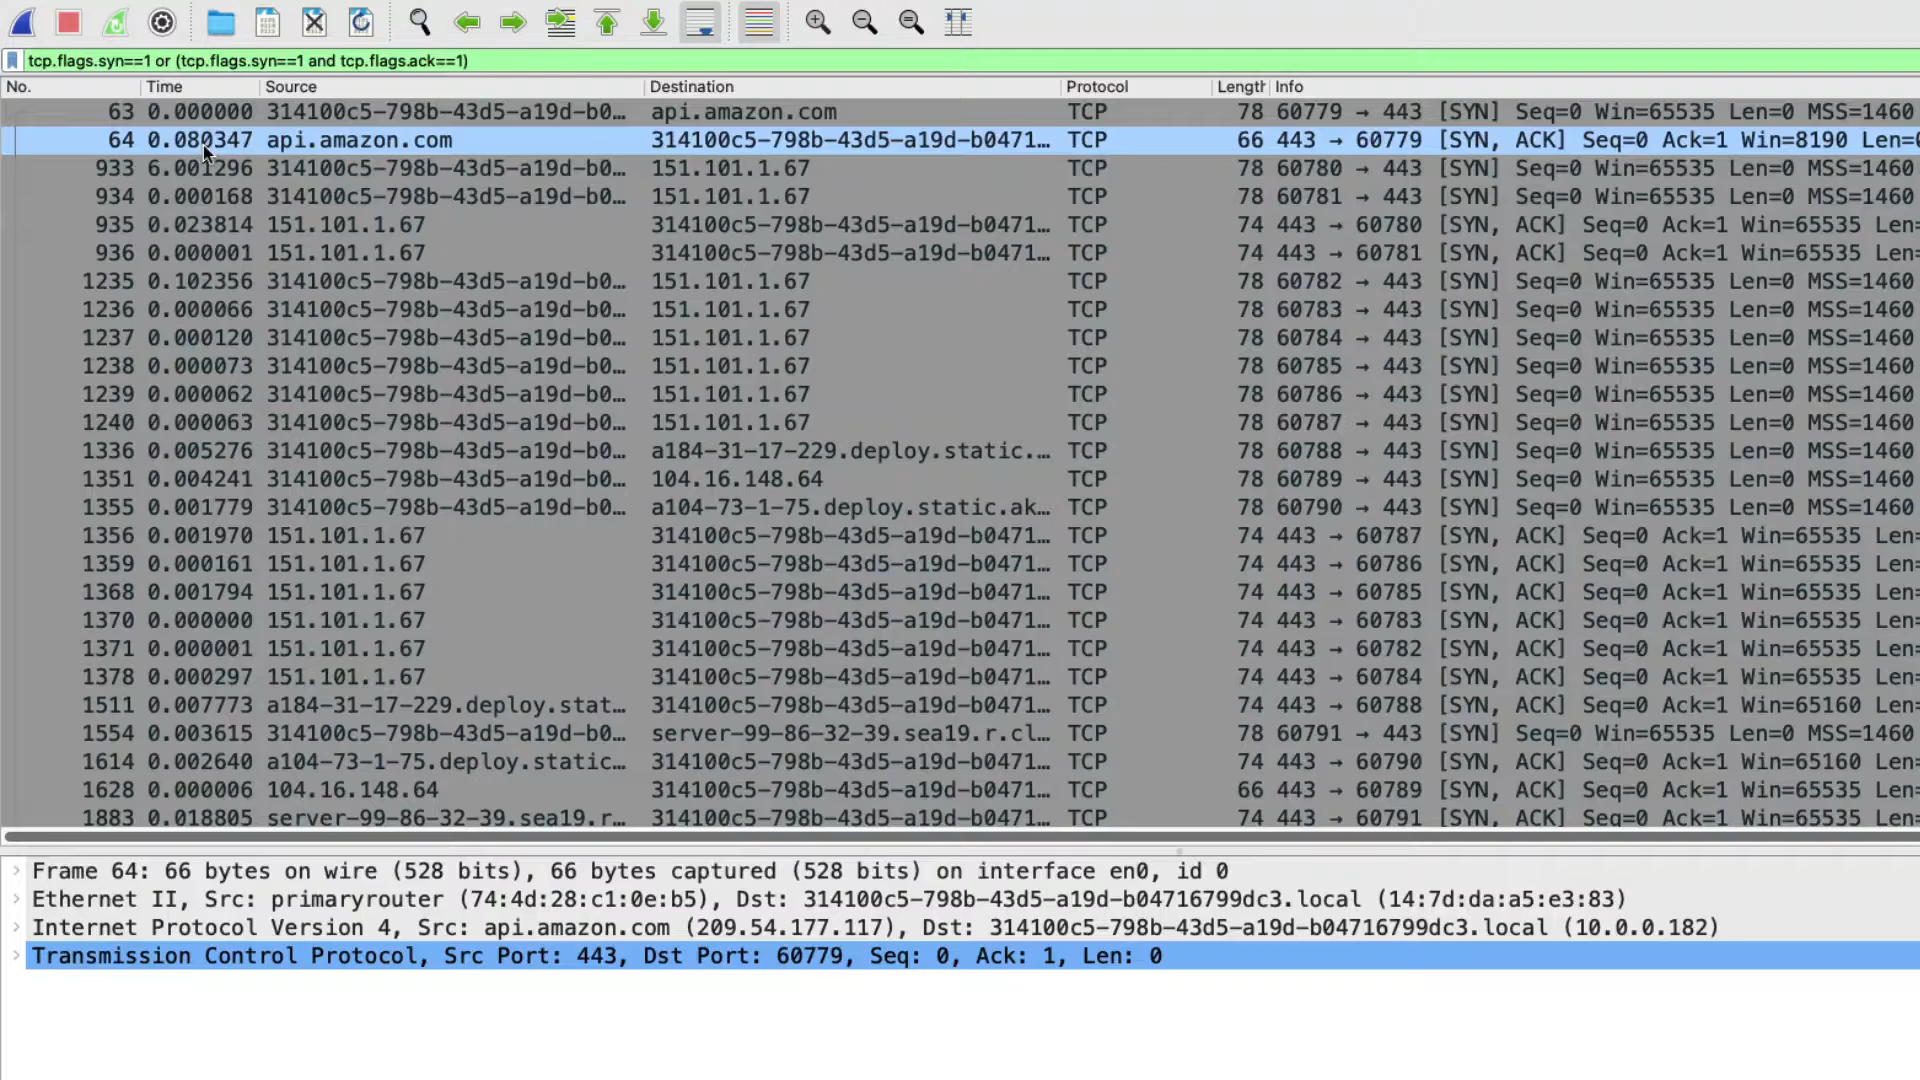 tcp.flags.syn==1 or (tcp.flags.syn==1 and tcp.flags.ack==1)
No. Time Source Destination Protocol Length Info
63 0.000000 314100c5-798b-43d5-a19d-b0… api.amazon.com TCP 78 60779 → 443 [SYN] Seq=0 Win=65535 Len=0 MSS=1460
64 0.080347 api.amazon.com 314100c5-798b-43d5-a19d-b0471… TCP 66 443 → 60779 [SYN, ACK] Seq=0 Ack=1 Win=8190 Len=0
933 6.001296 314100c5-798b-43d5-a19d-b0… 151.101.1.67 TCP 78 60780 → 443 [SYN] Seq=0 Win=65535 Len=0 MSS=1460
934 0.000168 314100c5-798b-43d5-a19d-b0… 151.101.1.67 TCP 78 60781 → 443 [SYN] Seq=0 Win=65535 Len=0 MSS=1460
935 0.023814 151.101.1.67 314100c5-798b-43d5-a19d-b0471… TCP 74 443 → 60780 [SYN, ACK] Seq=0 Ack=1 Win=65535 Len=
936 0.000001 151.101.1.67 314100c5-798b-43d5-a19d-b0471… TCP 74 443 → 60781 [SYN, ACK] Seq=0 Ack=1 Win=65535 Len=
1235 0.102356 314100c5-798b-43d5-a19d-b0… 151.101.1.67 TCP 78 60782 → 443 [SYN] Seq=0 Win=65535 Len=0 MSS=1460
1236 0.000066 314100c5-798b-43d5-a19d-b0… 151.101.1.67 TCP 78 60783 → 443 [SYN] Seq=0 Win=65535 Len=0 MSS=1460
1237 0.000120 314100c5-798b-43d5-a19d-b0… 151.101.1.67 TCP 78 60784 → 443 [SYN] Seq=0 Win=65535 Len=0 MSS=1460
1238 0.000073 314100c5-798b-43d5-a19d-b0… 151.101.1.67 TCP 78 60785 → 443 [SYN] Seq=0 Win=65535 Len=0 MSS=1460
1239 0.000062 314100c5-798b-43d5-a19d-b0… 151.101.1.67 TCP 78 60786 → 443 [SYN] Seq=0 Win=65535 Len=0 MSS=1460
1240 0.000063 314100c5-798b-43d5-a19d-b0… 151.101.1.67 TCP 78 60787 → 443 [SYN] Seq=0 Win=65535 Len=0 MSS=1460
1336 0.005276 314100c5-798b-43d5-a19d-b0… a184-31-17-229.deploy.static.… TCP 78 60788 → 443 [SYN] Seq=0 Win=65535 Len=0 MSS=1460
1351 0.004241 314100c5-798b-43d5-a19d-b0… 104.16.148.64 TCP 78 60789 → 443 [SYN] Seq=0 Win=65535 Len=0 MSS=1460
1355 0.001779 314100c5-798b-43d5-a19d-b0… a104-73-1-75.deploy.static.ak… TCP 78 60790 → 443 [SYN] Seq=0 Win=65535 Len=0 MSS=1460
1356 0.001970 151.101.1.67 314100c5-798b-43d5-a19d-b0471… TCP 74 443 → 60787 [SYN, ACK] Seq=0 Ack=1 Win=65535 Len=
1359 0.000161 151.101.1.67 314100c5-798b-43d5-a19d-b0471… TCP 74 443 → 60786 [SYN, ACK] Seq=0 Ack=1 Win=65535 Len=
1368 0.001794 151.101.1.67 314100c5-798b-43d5-a19d-b0471… TCP 74 443 → 60785 [SYN, ACK] Seq=0 Ack=1 Win=65535 Len=
1370 0.000000 151.101.1.67 314100c5-798b-43d5-a19d-b0471… TCP 74 443 → 60783 [SYN, ACK] Seq=0 Ack=1 Win=65535 Len=
1371 0.000001 151.101.1.67 314100c5-798b-43d5-a19d-b0471… TCP 74 443 → 60782 [SYN, ACK] Seq=0 Ack=1 Win=65535 Len=
1378 0.000297 151.101.1.67 314100c5-798b-43d5-a19d-b0471… TCP 74 443 → 60784 [SYN, ACK] Seq=0 Ack=1 Win=65535 Len=
1511 0.007773 a184-31-17-229.deploy.stat… 314100c5-798b-43d5-a19d-b0471… TCP 74 443 → 60788 [SYN, ACK] Seq=0 Ack=1 Win=65160 Len=
1554 0.003615 314100c5-798b-43d5-a19d-b0… server-99-86-32-39.sea19.r.cl… TCP 78 60791 → 443 [SYN] Seq=0 Win=65535 Len=0 MSS=1460
1614 0.002640 a104-73-1-75.deploy.static… 314100c5-798b-43d5-a19d-b0471… TCP 74 443 → 60790 [SYN, ACK] Seq=0 Ack=1 Win=65160 Len=
1628 0.000006 104.16.148.64 314100c5-798b-43d5-a19d-b0471… TCP 66 443 → 60789 [SYN, ACK] Seq=0 Ack=1 Win=65535 Len=
1883 0.018805 server-99-86-32-39.sea19.r… 314100c5-798b-43d5-a19d-b0471… TCP 74 443 → 60791 [SYN, ACK] Seq=0 Ack=1 Win=65535 Len=
Frame 64: 66 bytes on wire (528 bits), 66 bytes captured (528 bits) on interface en0, id 0
Ethernet II, Src: primaryrouter (74:4d:28:c1:0e:b5), Dst: 314100c5-798b-43d5-a19d-b04716799dc3.local (14:7d:da:a5:e3:83)
Internet Protocol Version 4, Src: api.amazon.com (209.54.177.117), Dst: 314100c5-798b-43d5-a19d-b04716799dc3.local (10.0.0.182)
Transmission Control Protocol, Src Port: 443, Dst Port: 60779, Seq: 0, Ack: 1, Len: 0